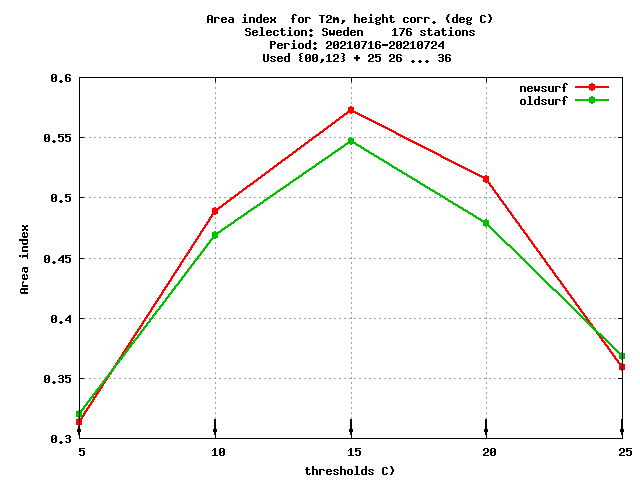 Area index  for T2m, height corr. (deg C)
Selection: Sweden    176 stations
Period: 20210716-20210724
Used {00,12} + 25 26 ... 36
newsurf
oldsurf
0.6
0.55
0.5
0.45
0.4
0.35
0.3
Area index
5 10 15 20 25
thresholds C)